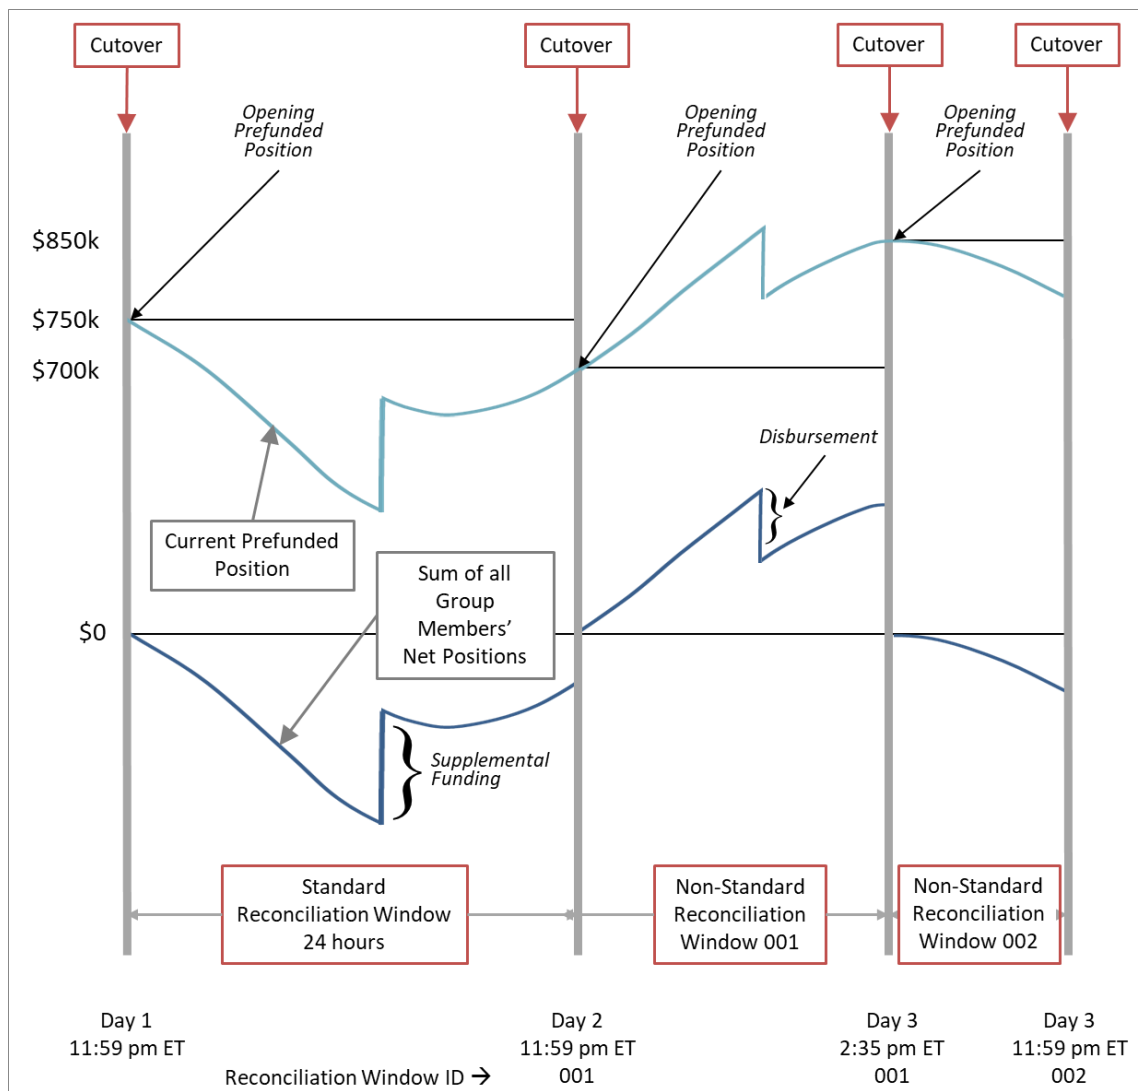 Cutover
Cutover
Cutover
Cutover
Opening
Prefunded
Position
Opening
Prefunded
Position
Opening
Prefunded
Position
$850k
$750k
$700k
Disbursement
Current Prefunded
Position
Sum of all
Group
Members’
Net Positions
$0
Supplemental
Funding
Standard
Reconciliation Window
24 hours
Non-Standard
Reconciliation
Window 001
Non-Standard
Reconciliation
Window 002
Day 1
11:59 pm ET
Day 2
11:59 pm ET
Day 3
2:35 pm ET
Day 3
11:59 pm ET
Reconciliation Window ID → 001 001 002